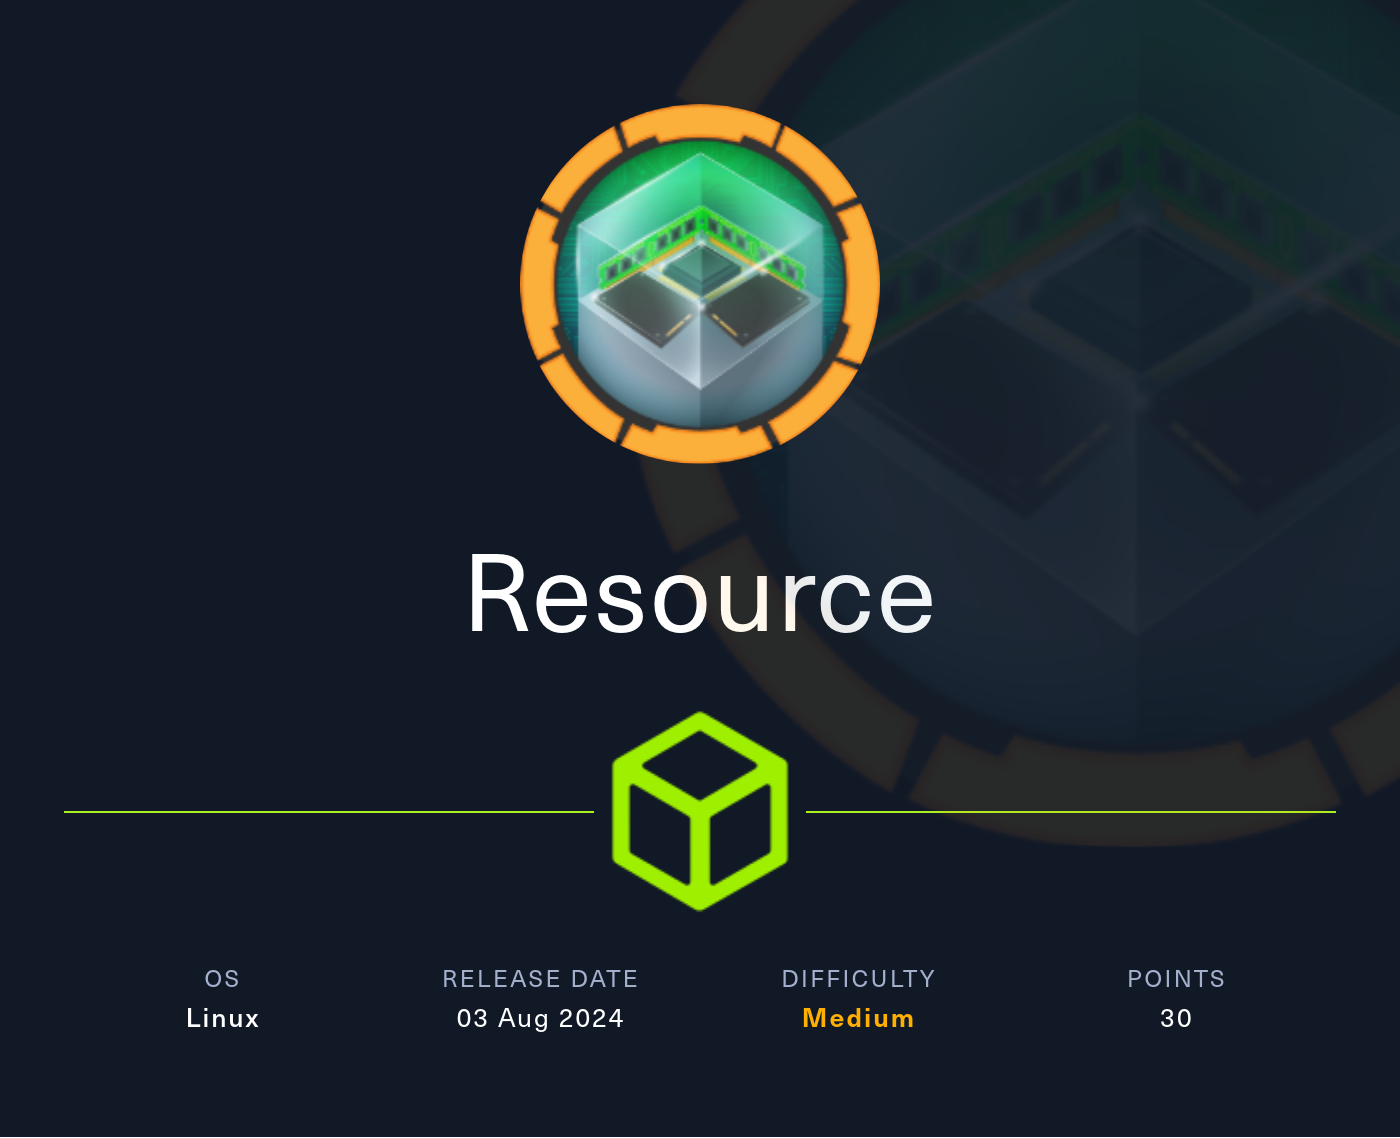 Resource
OS
Linux
RELEASE DATE
03 Aug 2024
DIFFICULTY
Medium
POINTS
30